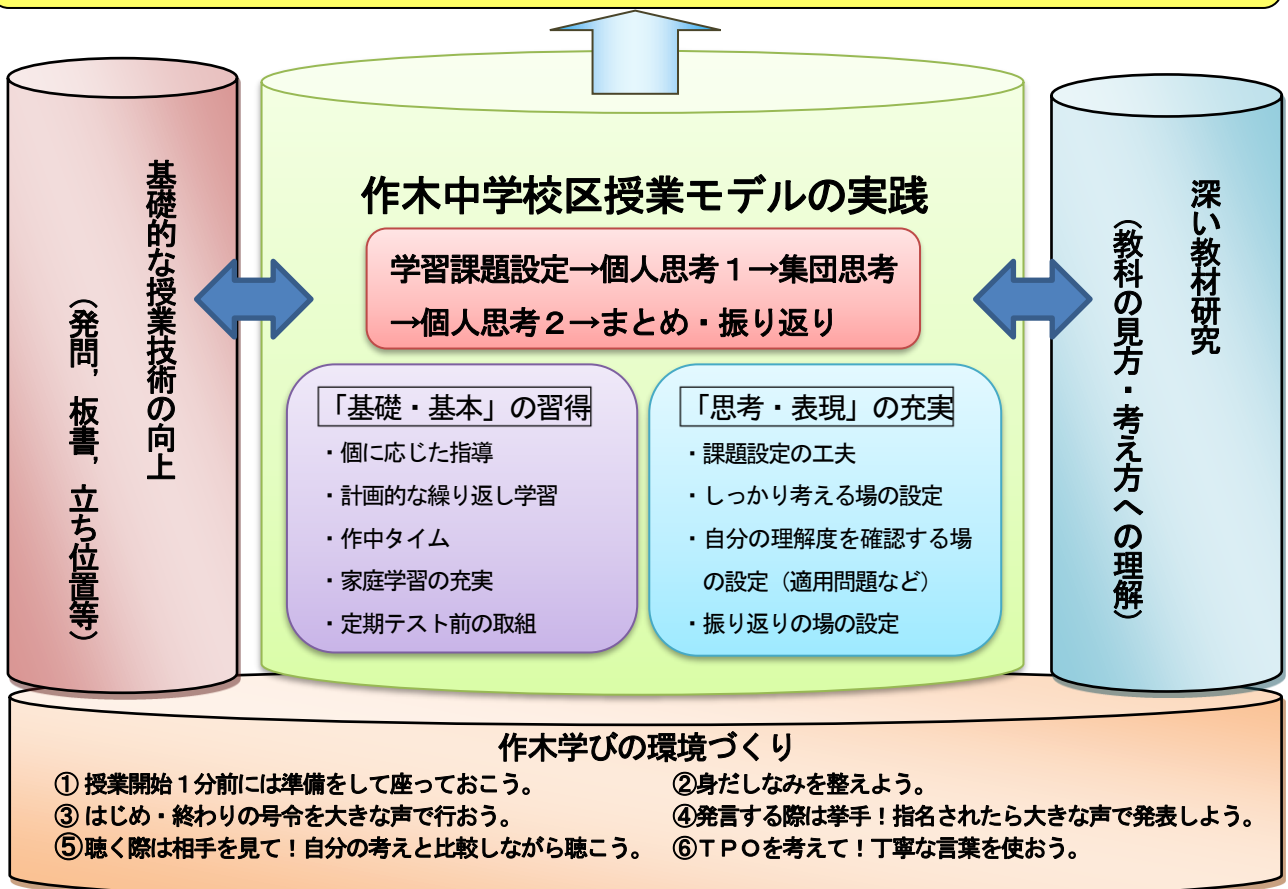 基礎的な授業技術の向上
（発問，板書，立ち位置等）
作木中学校区授業モデルの実践
学習課題設定→個人思考１→集団思考
→個人思考２→まとめ・振り返り
「基礎・基本」の習得
・個に応じた指導
・計画的な繰り返し学習
・作中タイム
・家庭学習の充実
・定期テスト前の取組
「思考・表現」の充実
・課題設定の工夫
・しっかり考える場の設定
・自分の理解度を確認する場
の設定（適用問題など）
・振り返りの場の設定
深い教材研究
（教科の見方・考え方への理解）
作木学びの環境づくり
① 授業開始１分前には準備をして座っておこう。
②身だしなみを整えよう。
③ はじめ・終わりの号令を大きな声で行おう。
④発言する際は挙手！指名されたら大きな声で発表しよう。
⑤聴く際は相手を見て！自分の考えと比較しながら聴こう。
⑥ＴＰＯを考えて！丁寧な言葉を使おう。